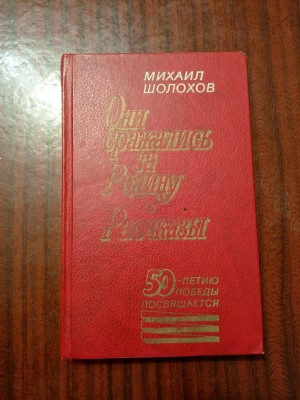 МИХАИЛ
ШОЛОХОВ
Они
сражались
за
Родину
Рассказы
50-ЛЕТИЮ
ПОБЕДЫ
ПОСВЯЩАЕТСЯ